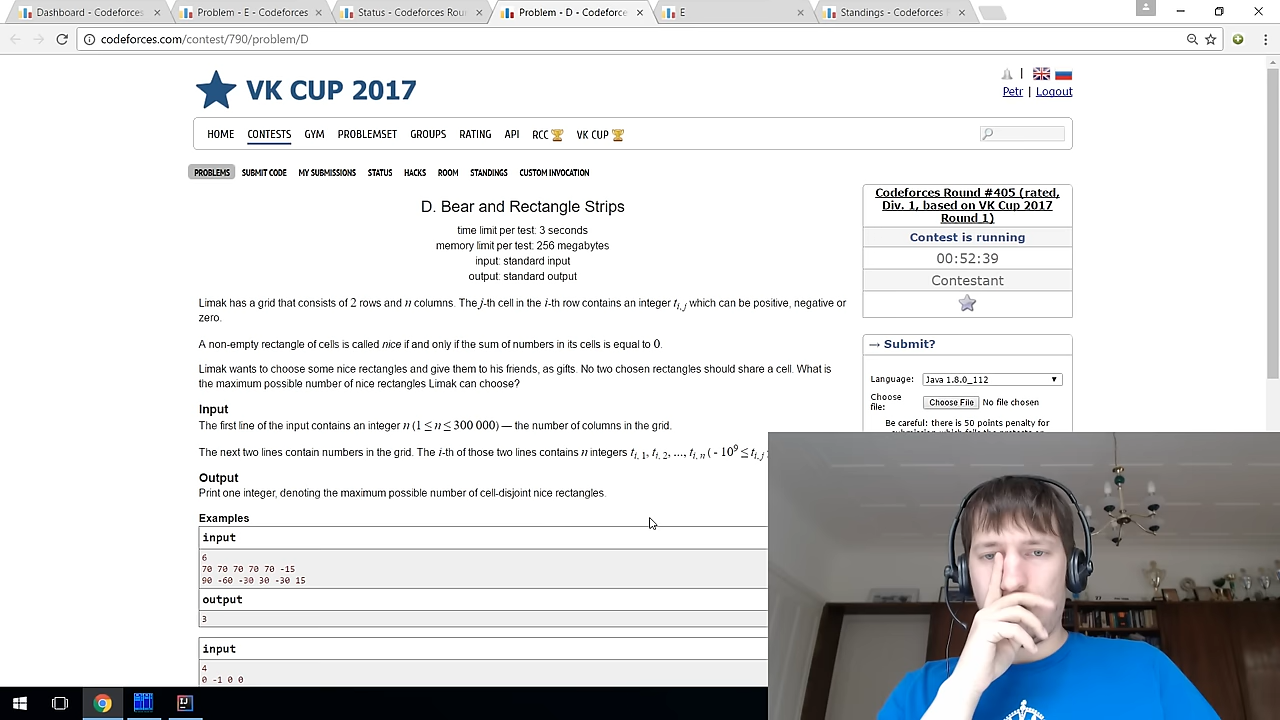 Dashboard - Codeforces
Problem - E - Codeforces
Status - Codeforces Rou
Problem - D - Codeforce
E
Standings - Codeforces
codeforces.com/contest/790/problem/D
VK CUP 2017
Petr | Logout
HOME CONTESTS GYM PROBLEMSET GROUPS RATING API RCC VK CUP
PROBLEMS SUBMIT CODE MY SUBMISSIONS STATUS HACKS ROOM STANDINGS CUSTOM INVOCATION
D. Bear and Rectangle Strips
time limit per test: 3 seconds
memory limit per test: 256 megabytes
input: standard input
output: standard output
Limak has a grid that consists of 2 rows and n columns. The j-th cell in the i-th row contains an integer t_{i, j} which can be positive, negative or
zero.
A non-empty rectangle of cells is called nice if and only if the sum of numbers in its cells is equal to 0.
Limak wants to choose some nice rectangles and give them to his friends, as gifts. No two chosen rectangles should share a cell. What is
the maximum possible number of nice rectangles Limak can choose?
Input
The first line of the input contains an integer n (1 ≤ n ≤ 300 000) — the number of columns in the grid.
The next two lines contain numbers in the grid. The i-th of those two lines contains n integers t_{i, 1}, t_{i, 2}, ..., t_{i, n} ( - 10^9 ≤ t_{i, j}
Output
Print one integer, denoting the maximum possible number of cell-disjoint nice rectangles.
Examples
input
6
70 70 70 70 70 -15
90 -60 -30 30 -30 15
output
3
input
4
0 -1 0 0
Codeforces Round #405 (rated,
Div. 1, based on VK Cup 2017
Round 1)
Contest is running
00:52:39
Contestant
→ Submit?
Language: Java 1.8.0_112
Choose
file: Choose File No file chosen
Be careful: there is 50 points penalty for